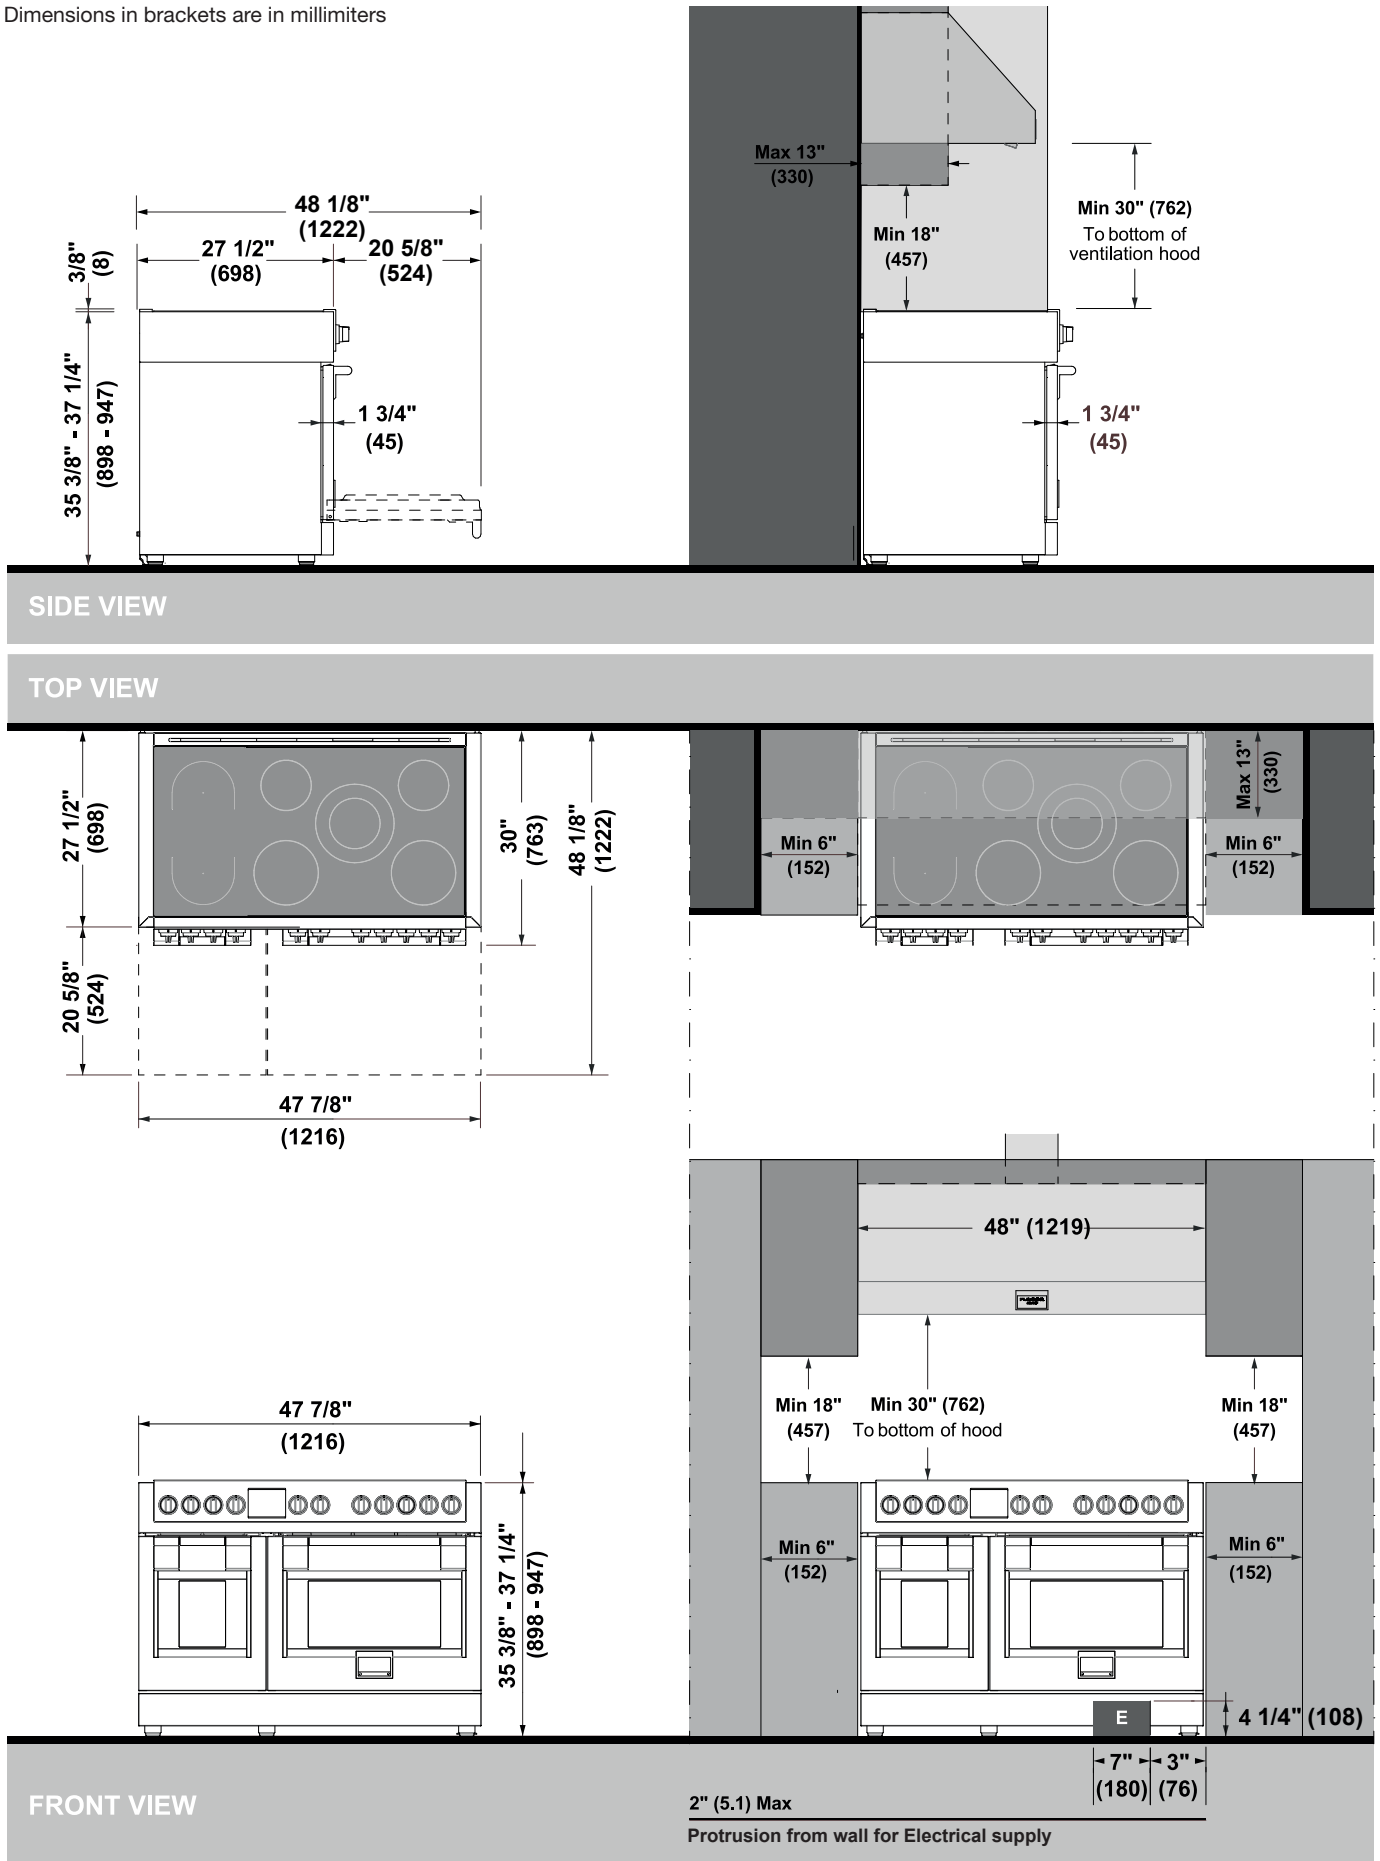 Dimensions in brackets are in millimiters
48 1/8"
(1222)
27 1/2"
(698)
20 5/8"
(524)
3/8"
(8)
35 3/8" - 37 1/4"
(898 - 947)
1 3/4"
(45)
Max 13"
(330)
Min 18"
(457)
Min 30" (762)
To bottom of
ventilation hood
1 3/4"
(45)
SIDE VIEW
TOP VIEW
27 1/2"
(698)
20 5/8"
(524)
30"
(763)
48 1/8"
(1222)
47 7/8"
(1216)
Max 13"
(330)
Min 6"
(152)
Min 6"
(152)
48" (1219)
Min 18"
(457)
Min 30" (762)
To bottom of hood
Min 18"
(457)
47 7/8"
(1216)
35 3/8" - 37 1/4"
(898 - 947)
Min 6"
(152)
Min 6"
(152)
E
4 1/4" (108)
7"
(180)
3"
(76)
FRONT VIEW
2" (5.1) Max
Protrusion from wall for Electrical supply